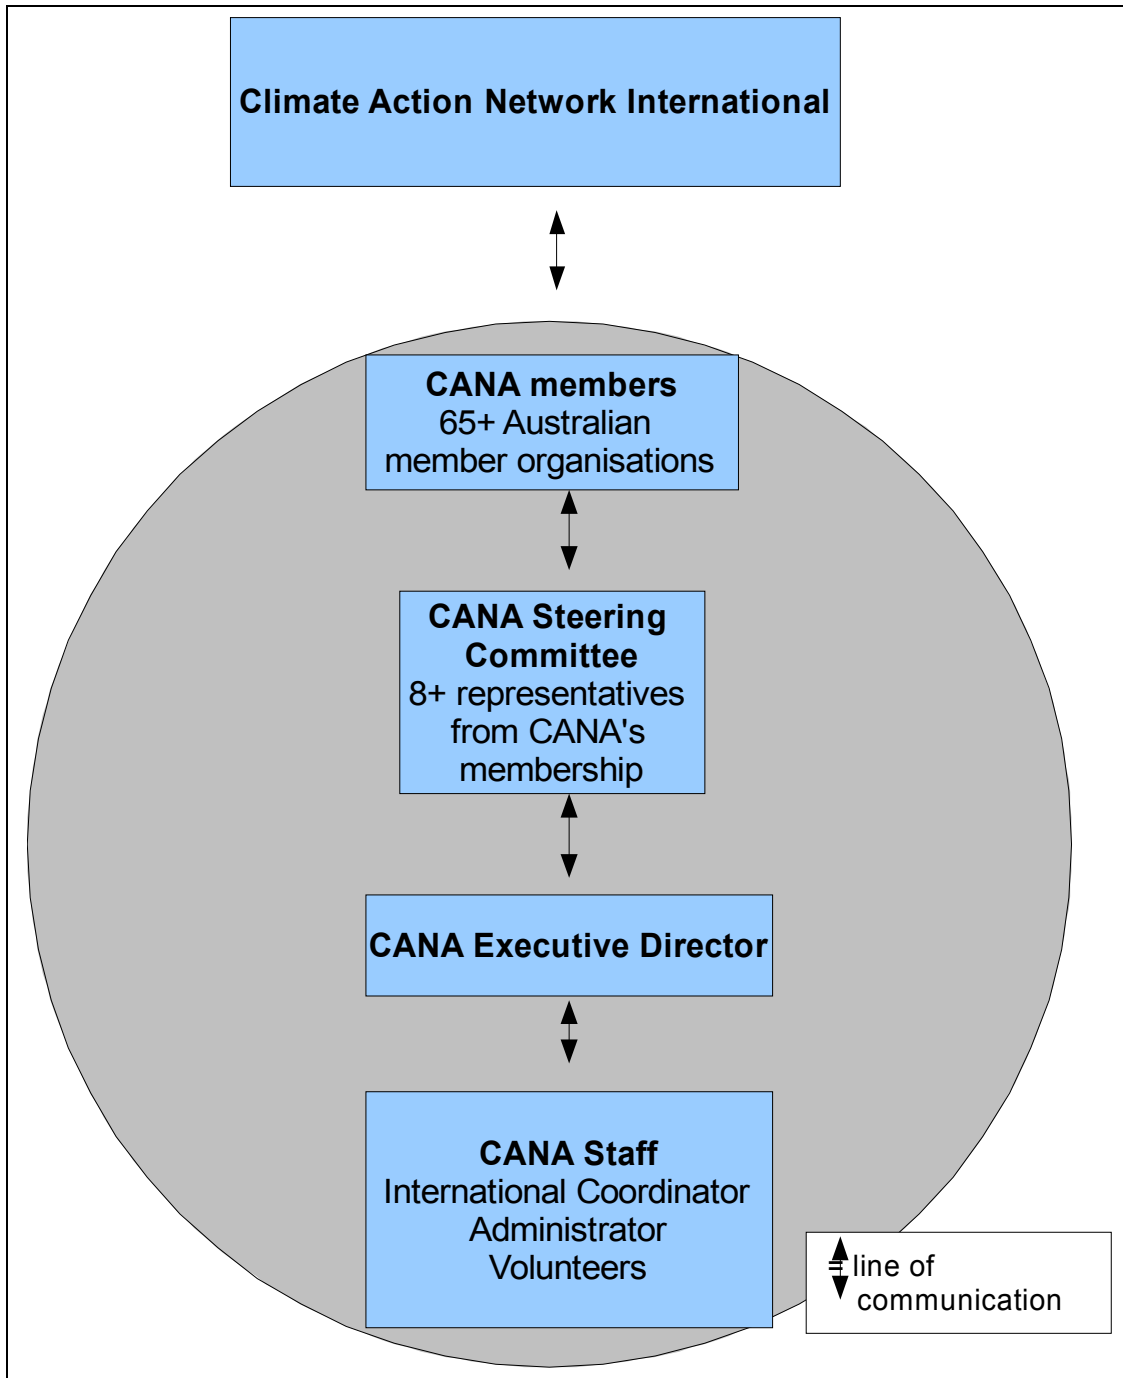 Climate Action Network International
CANA members
65+ Australian
member organisations
CANA Steering
Committee
8+ representatives
from CANA's
membership
CANA Executive Director
CANA Staff
International Coordinator
Administrator
Volunteers
= line of
communication